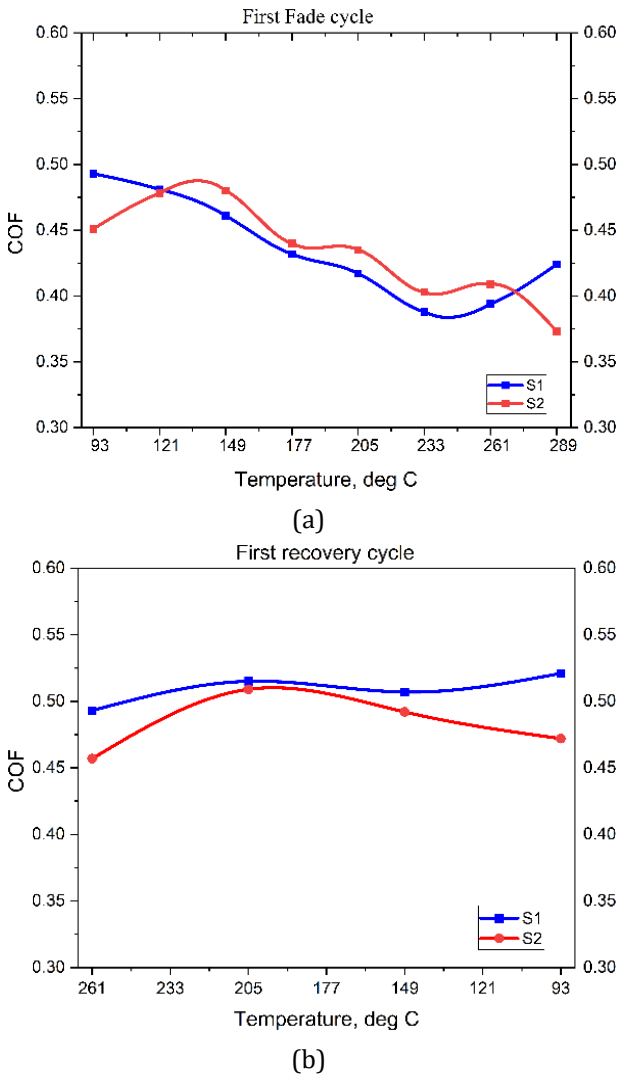 First Fade cycle
0.60 0.60
0.55 0.55
0.50 0.50
0.45 0.45
COF
0.40 0.40
0.35 0.35
S1
S2
0.30 0.30
93 121 149 177 205 233 261 289
Temperature, deg C
(a)
First recovery cycle
0.60 0.60
0.55 0.55
0.50 0.50
0.45 0.45
COF
0.40 0.40
0.35 0.35
S1
S2
0.30 0.30
261 233 205 177 149 121 93
Temperature, deg C
(b)